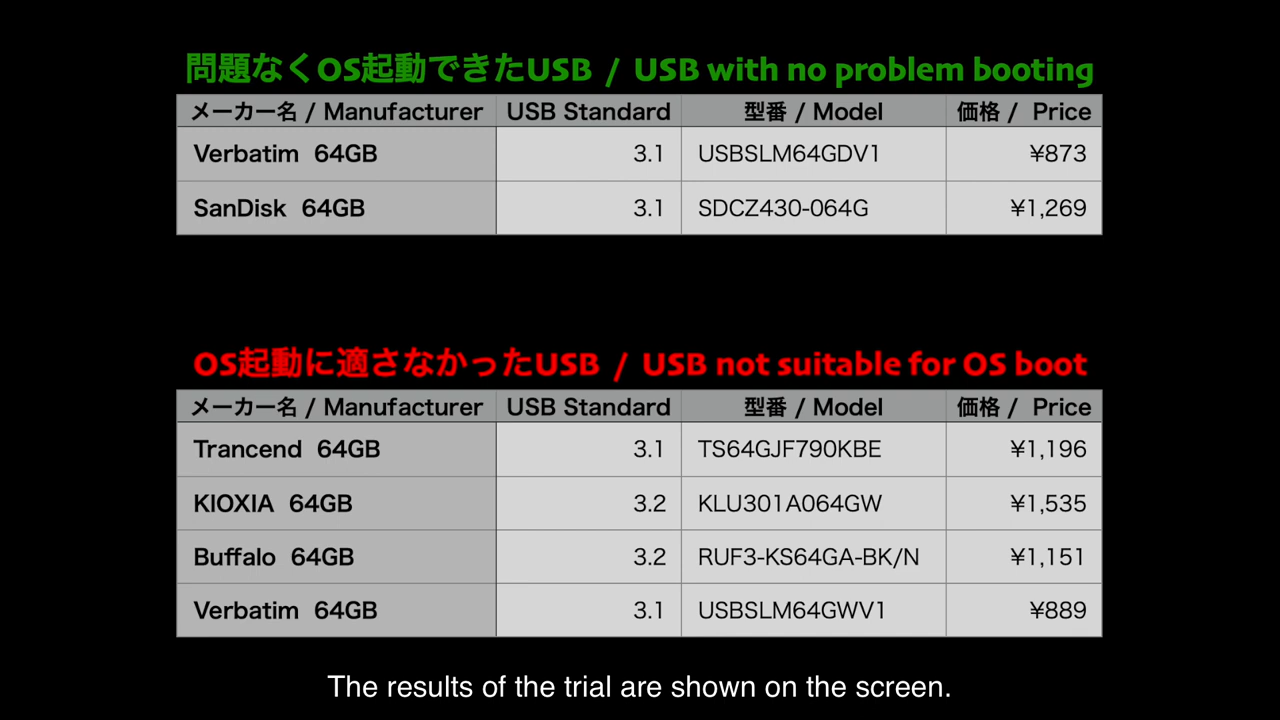 問題なくOS起動できたUSB / USB with no problem booting
メーカー名 / Manufacturer USB Standard 型番 / Model 価格 / Price
Verbatim 64GB 3.1 USBSLM64GDV1 ¥873
SanDisk 64GB 3.1 SDCZ430-064G ¥1,269
OS起動に適さなかったUSB / USB not suitable for OS boot
メーカー名 / Manufacturer USB Standard 型番 / Model 価格 / Price
Trancend 64GB 3.1 TS64GJF790KBE ¥1,196
KIOXIA 64GB 3.2 KLU301A064GW ¥1,535
Buffalo 64GB 3.2 RUF3-KS64GA-BK/N ¥1,151
Verbatim 64GB 3.1 USBSLM64GWV1 ¥889
The results of the trial are shown on the screen.